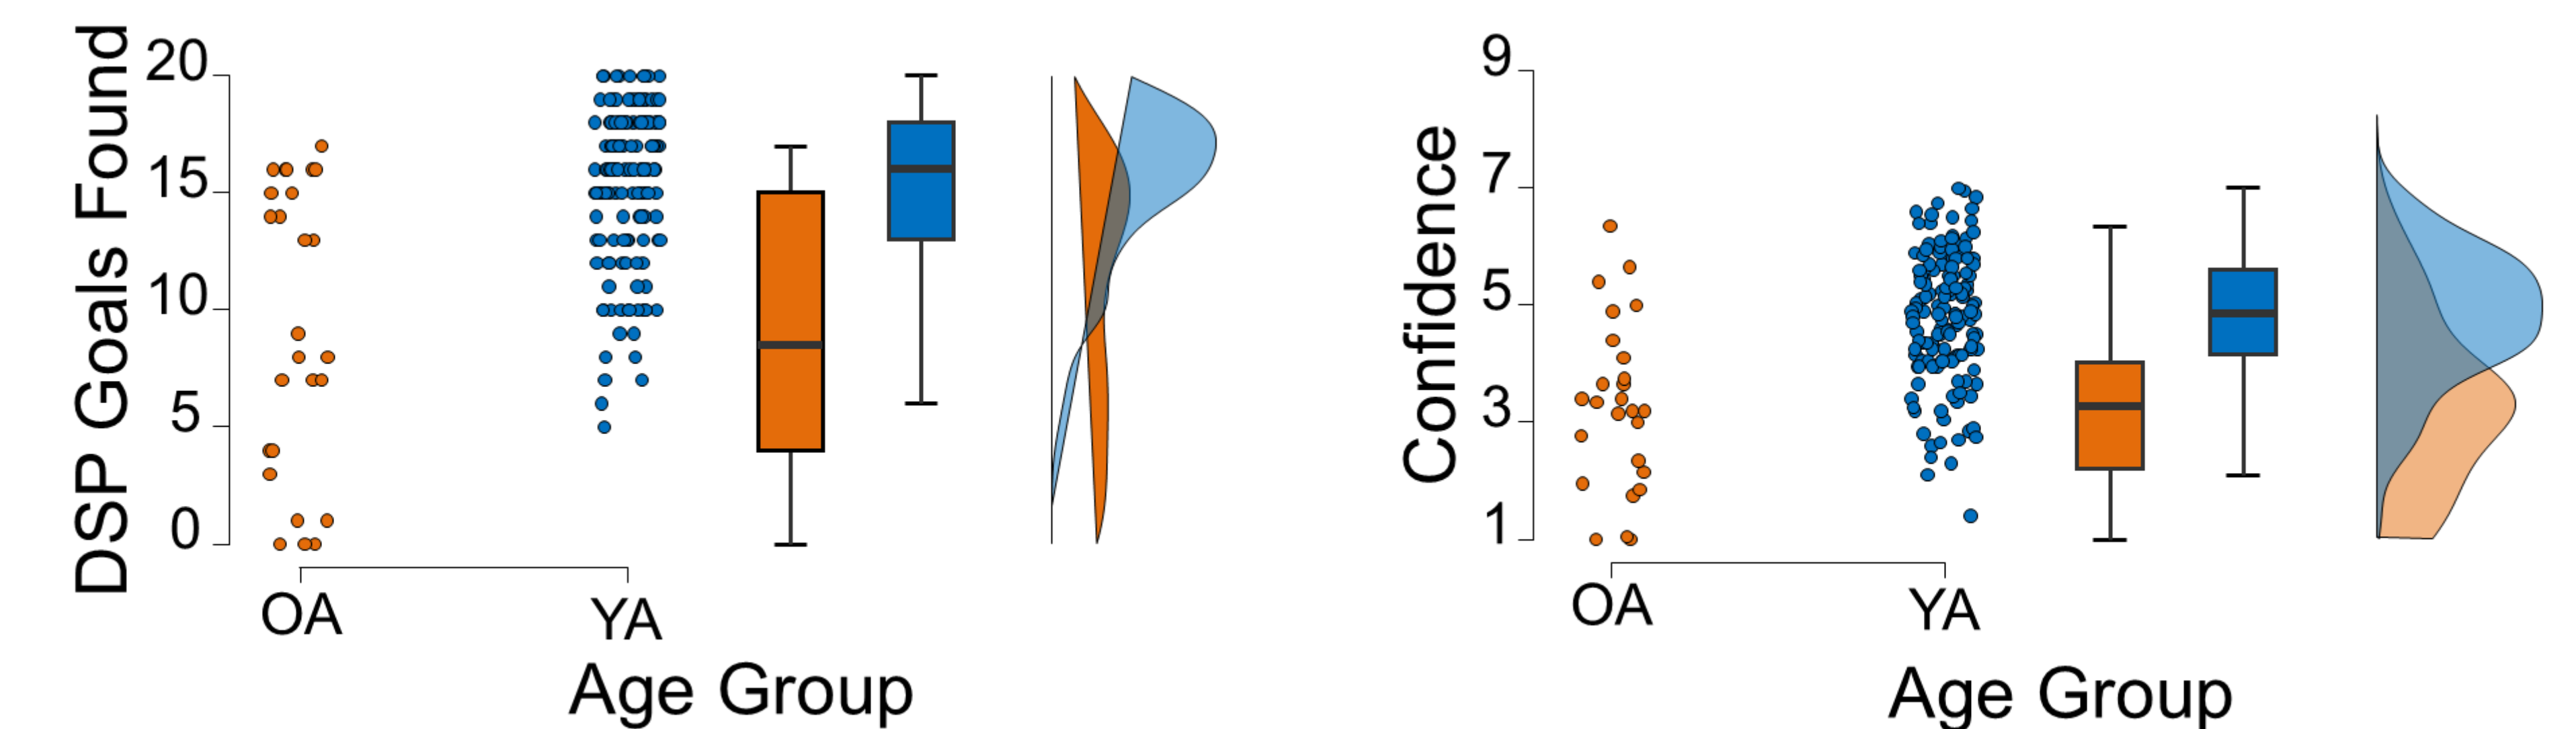 DSP Goals Found
20
15
10
5
0
OA
YA
Age Group
Confidence
9
7
5
3
1
OA
YA
Age Group